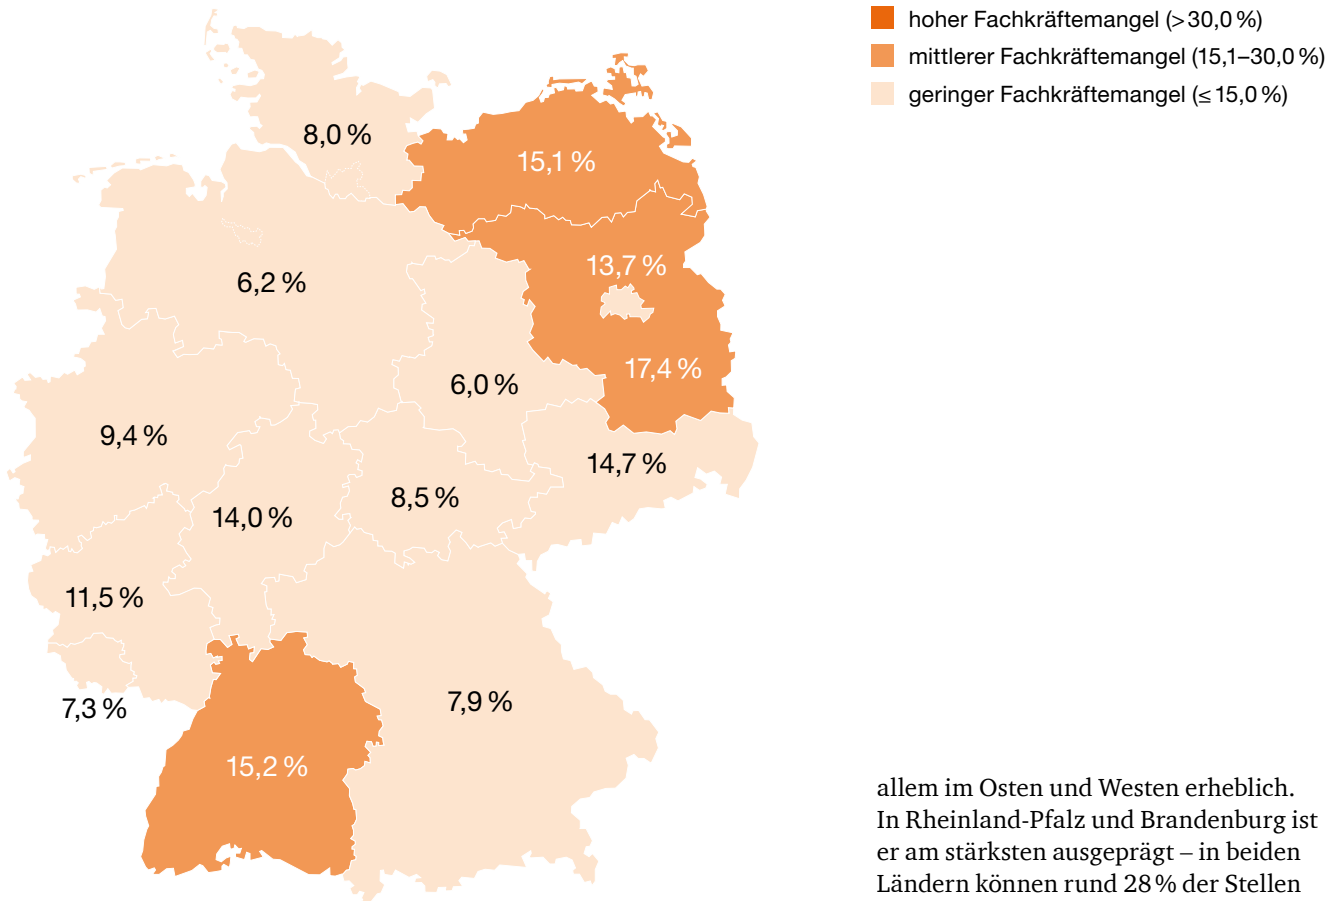 hoher Fachkräftemangel (> 30,0 %)
mittlerer Fachkräftemangel (15,1–30,0 %)
geringer Fachkräftemangel (≤ 15,0 %)
8,0 %
15,1 %
13,7 %
6,2 %
17,4 %
6,0 %
9,4 %
14,7 %
8,5 %
14,0 %
11,5 %
7,3 %
7,9 %
15,2 %
allem im Osten und Westen erheblich.
In Rheinland-Pfalz und Brandenburg ist
er am stärksten ausgeprägt – in beiden
Ländern können rund 28 % der Stellen